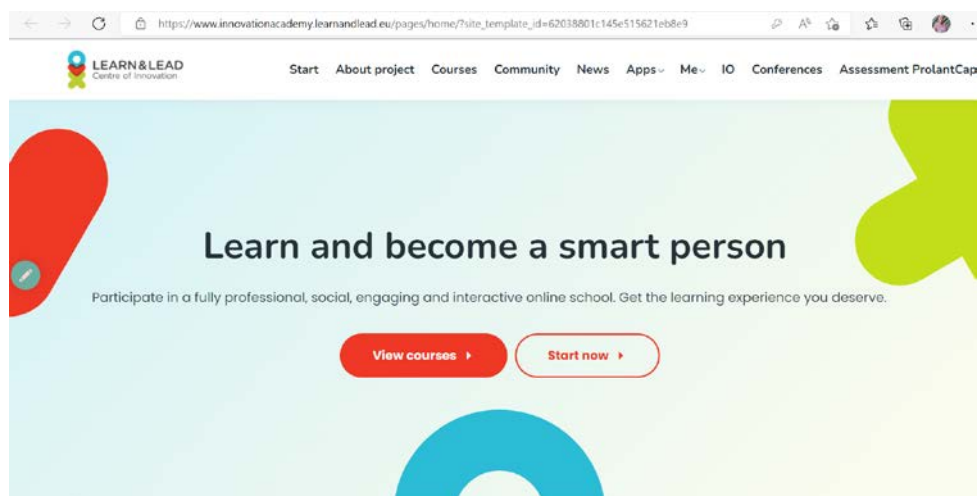 https://www.innovationacademy.learnandlead.eu/pages/home/?site_template_id=62038801c145e515621eb8e9
LEARN&LEAD
Centre of Innovation
Start About project Courses Community News Apps Me IO Conferences Assessment ProlantCap
Learn and become a smart person
Participate in a fully professional, social, engaging and interactive online school. Get the learning experience you deserve.
View courses
Start now